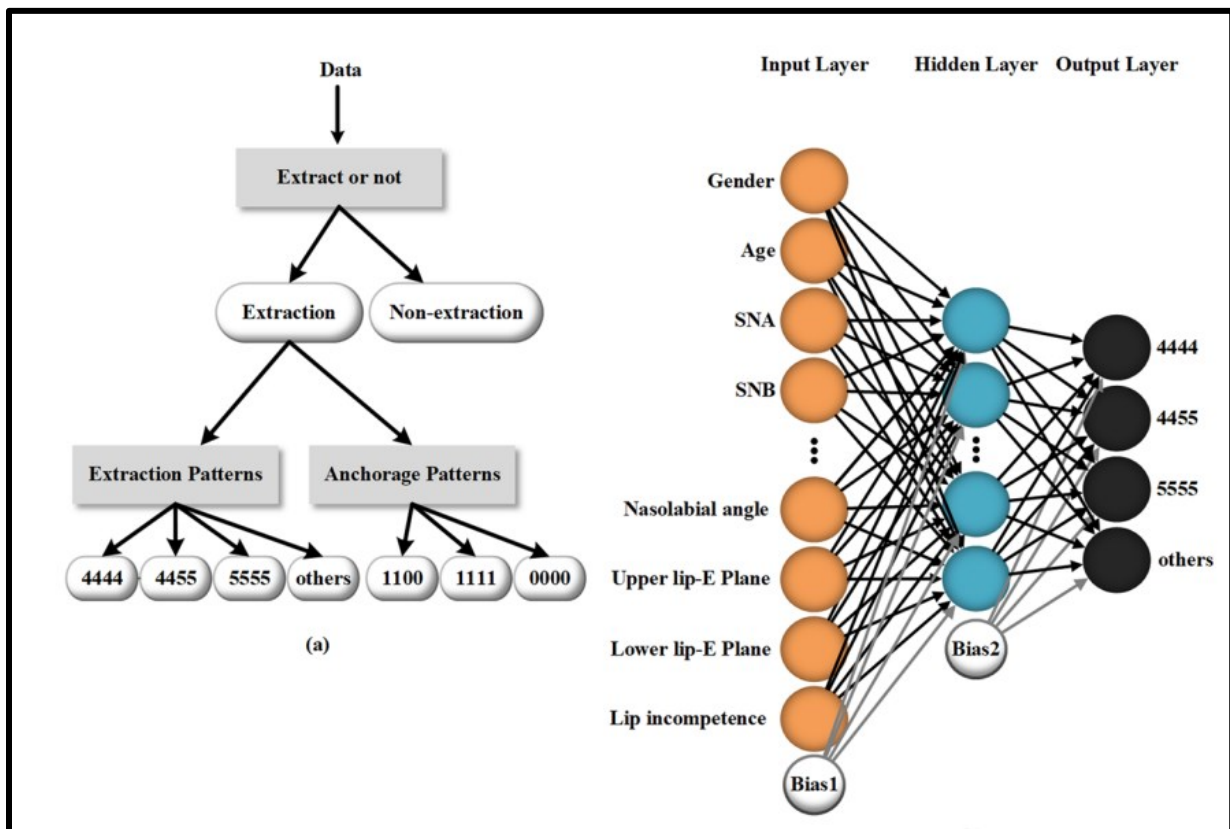 Data
Extract or not
Extraction
Non-extraction
Extraction Patterns
Anchorage Patterns
4444
4455
5555
others
1100
1111
0000
(a)
Input Layer
Hidden Layer
Output Layer
Gender
Age
SNA
SNB
Nasolabial angle
Upper lip-E Plane
Lower lip-E Plane
Lip incompetence
Bias1
Bias2
4444
4455
5555
others